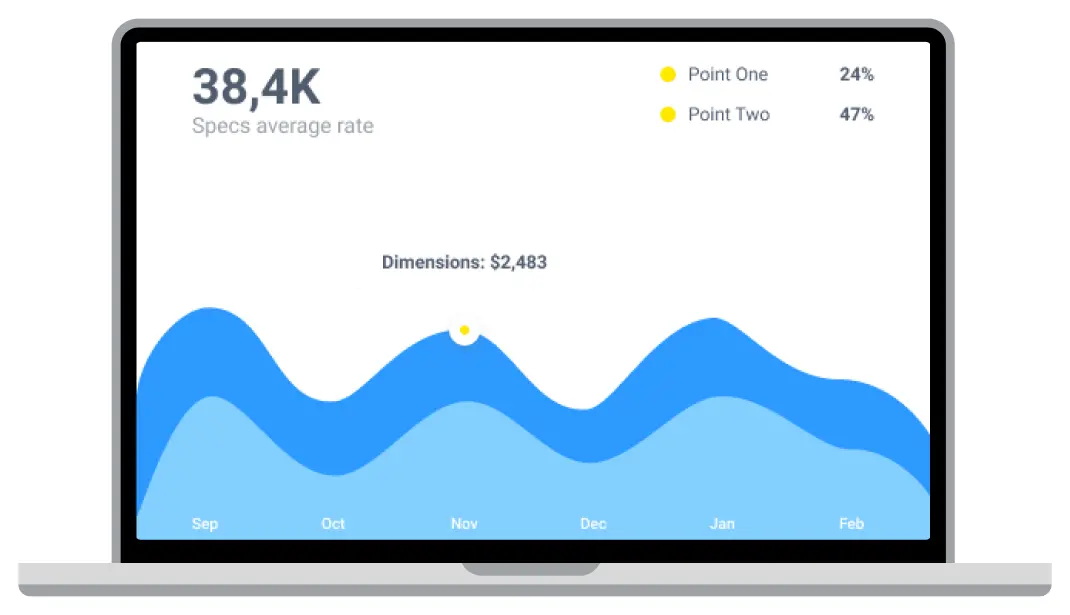 38,4K
Specs average rate
Point One 24%
Point Two 47%
Dimensions: $2,483
Sep Oct Nov Dec Jan Feb